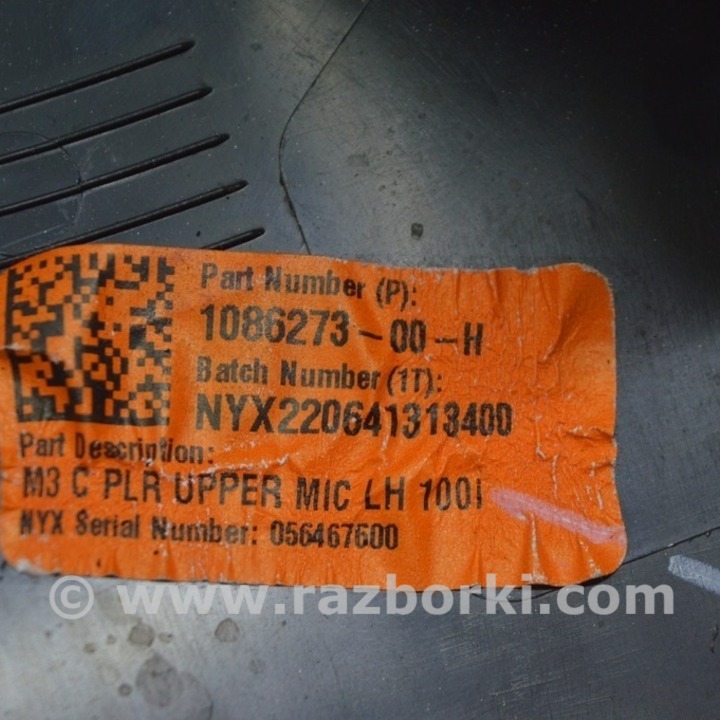 Part Number (P):
1086273-00-H
Batch Number (1T):
NYX220641313400
Part Description:
M3 C PLR UPPER MIC LH 100I
NYX Serial Number: 056467600
© www.razborki.com